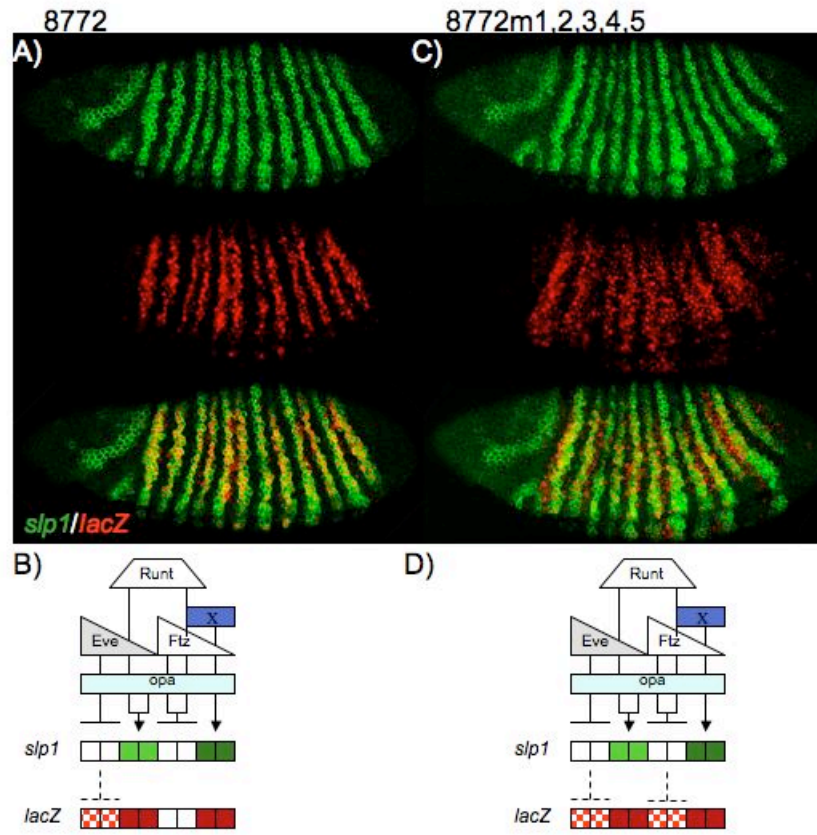 8772
8772m1,2,3,4,5
A)
C)
slp1/lacZ
B)
D)
Runt
X
Eve
Ftz
opa
slp1
lacZ
Runt
X
Eve
Ftz
opa
slp1
lacZ